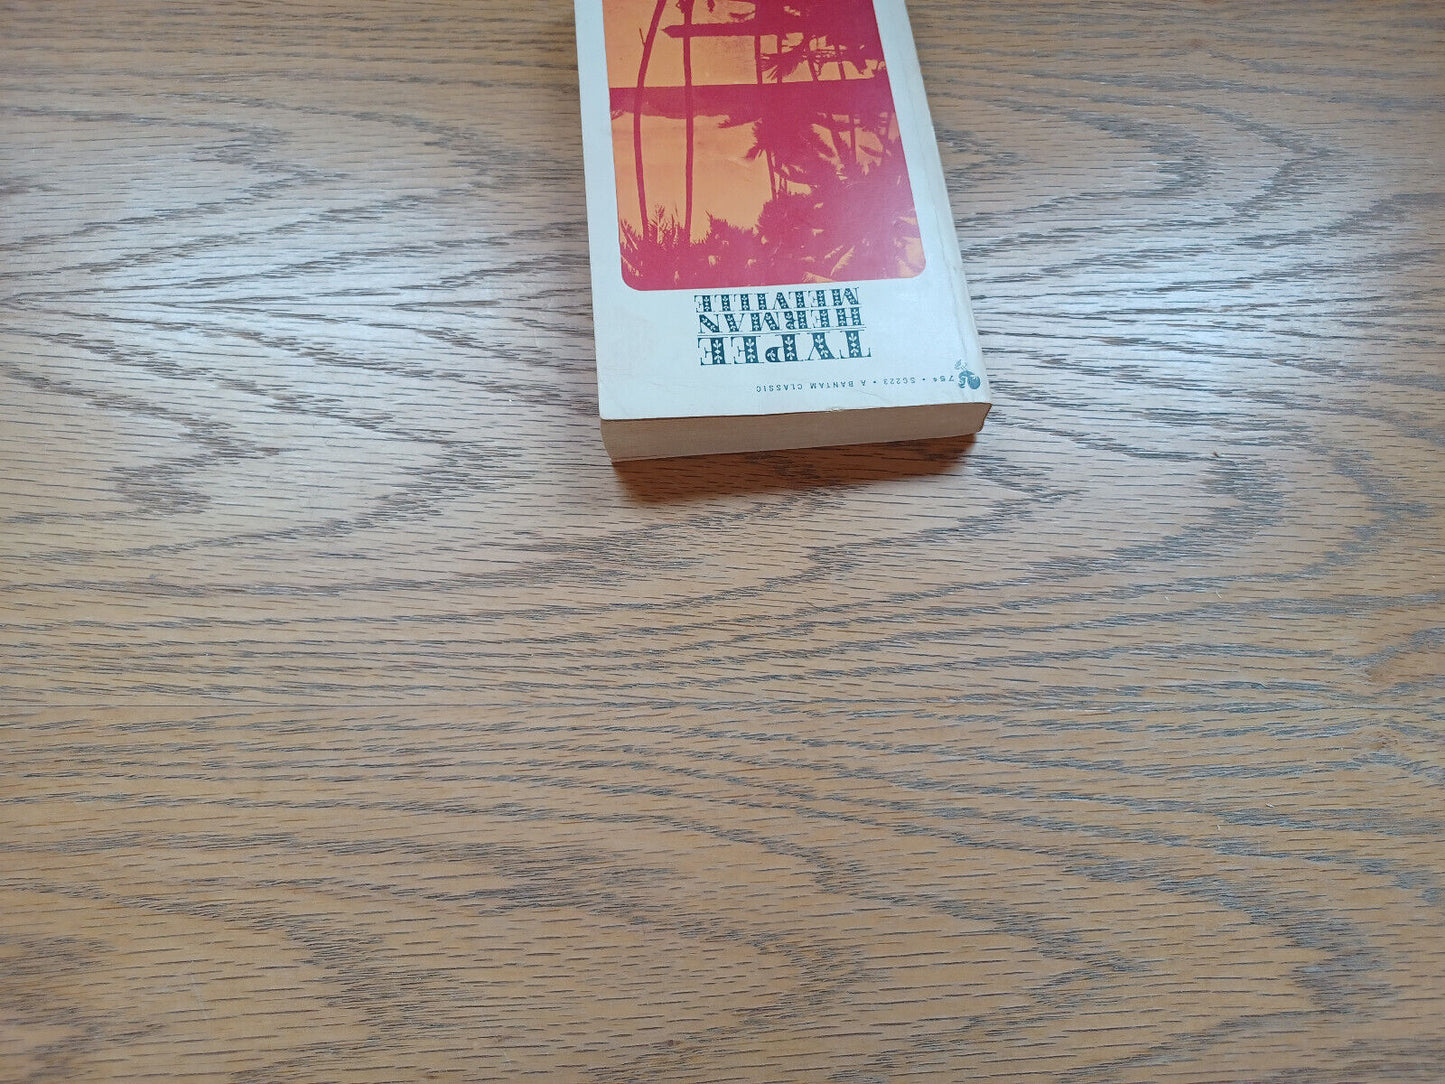 75¢ • SC223 • A BANTAM CLASSIC
TYPEE
HERMAN
MELVILLE